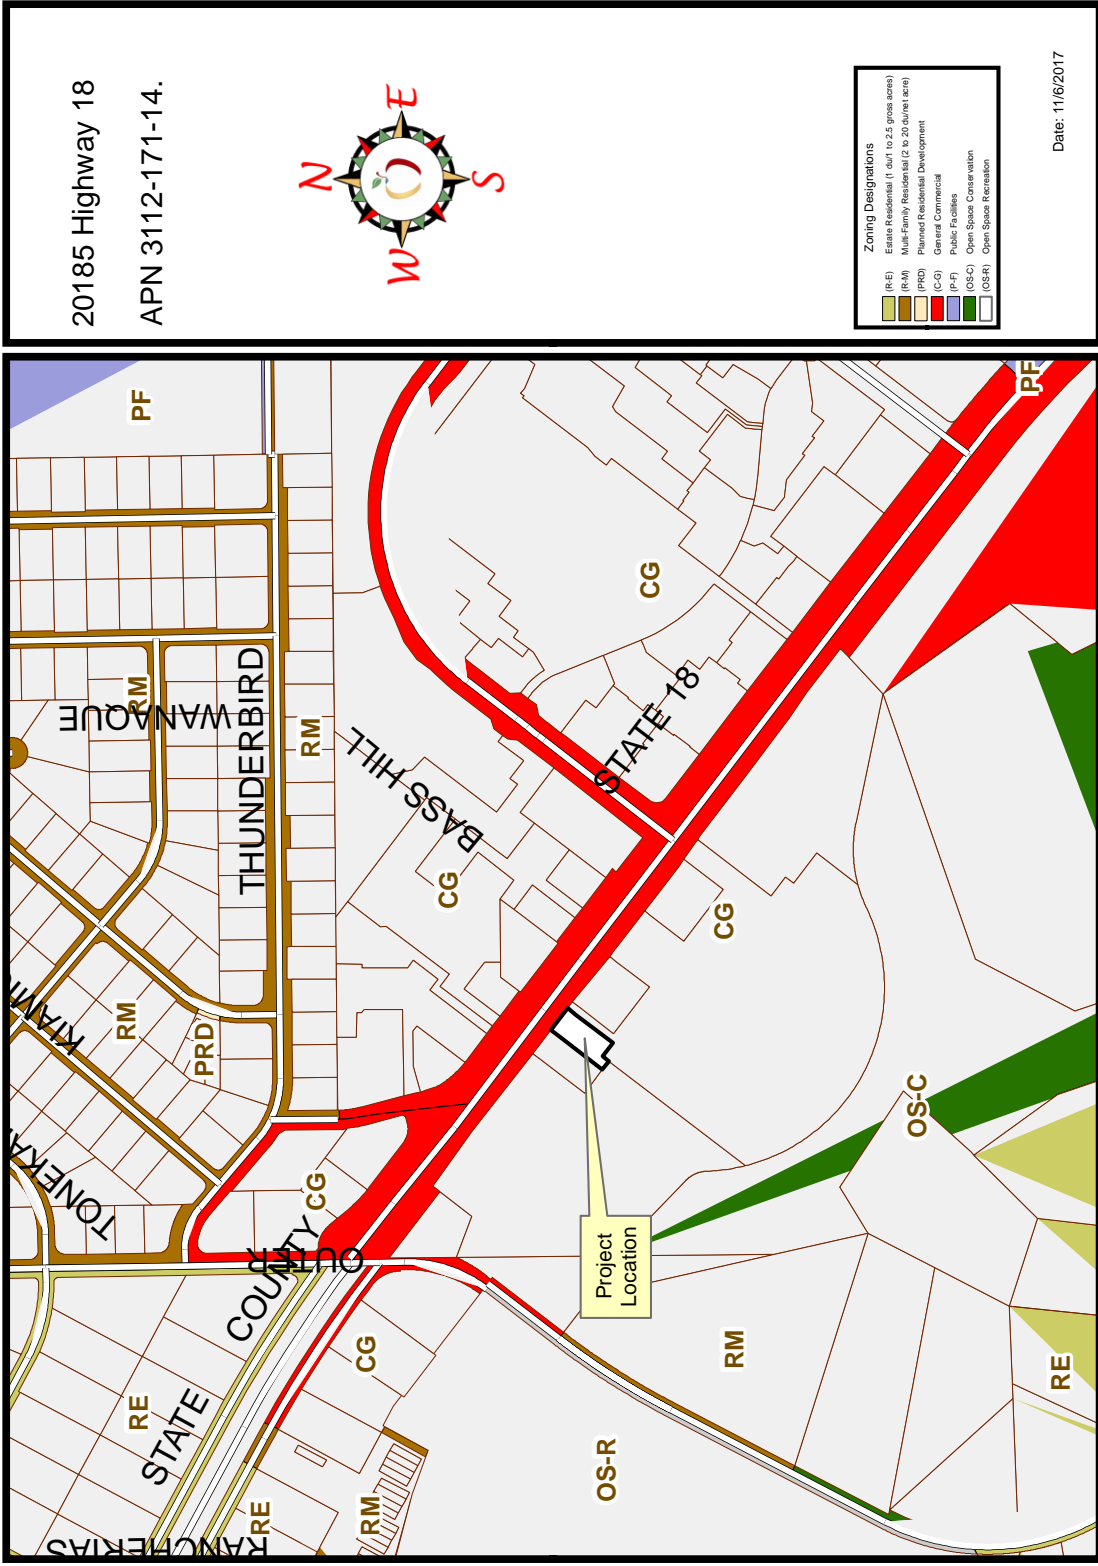 20185 Highway 18
APN 3112-171-14.
N
E
S
W
Zoning Designations
(R-E) Estate Residential (1 du/1 to 2.5 gross acres)
(R-M) Multi-Family Residential (2 to 20 du/net acre)
(PRD) Planned Residential Development
(C-G) General Commercial
(P-F) Public Facilities
(OS-C) Open Space Conservation
(OS-R) Open Space Recreation
Date: 11/6/2017
PF
PF
RM
WANAQUE
THUNDERBIRD
RM
BASS HILL
STATE 18
CG
CG
CG
RM
PRD
TONEKA
CG
OUTER
COUNTY
STATE
RE
RE
RM
CG
RANCHERIAS
Project
Location
OS-C
RM
OS-R
RE